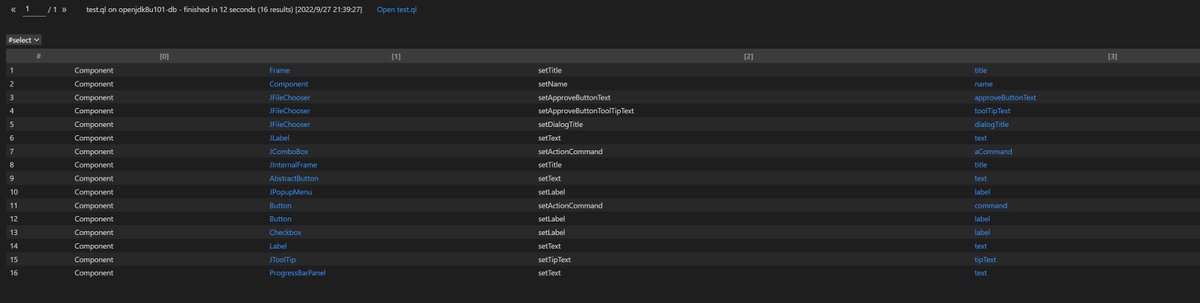 « 1 / 1 » test.ql on openjdk8u101-db - finished in 12 seconds (16 results) [2022/9/27 21:39:27] Open test.ql
#select
# [0] [1] [2] [3]
1 Component Frame setTitle title
2 Component Component setName name
3 Component JFileChooser setApproveButtonText approveButtonText
4 Component JFileChooser setApproveButtonToolTipText toolTipText
5 Component JFileChooser setDialogTitle dialogTitle
6 Component JLabel setText text
7 Component JComboBox setActionCommand aCommand
8 Component JInternalFrame setTitle title
9 Component AbstractButton setText text
10 Component JPopupMenu setLabel label
11 Component Button setActionCommand command
12 Component Button setLabel label
13 Component Checkbox setLabel label
14 Component Label setText text
15 Component JToolTip setTipText tipText
16 Component ProgressBarPanel setText text